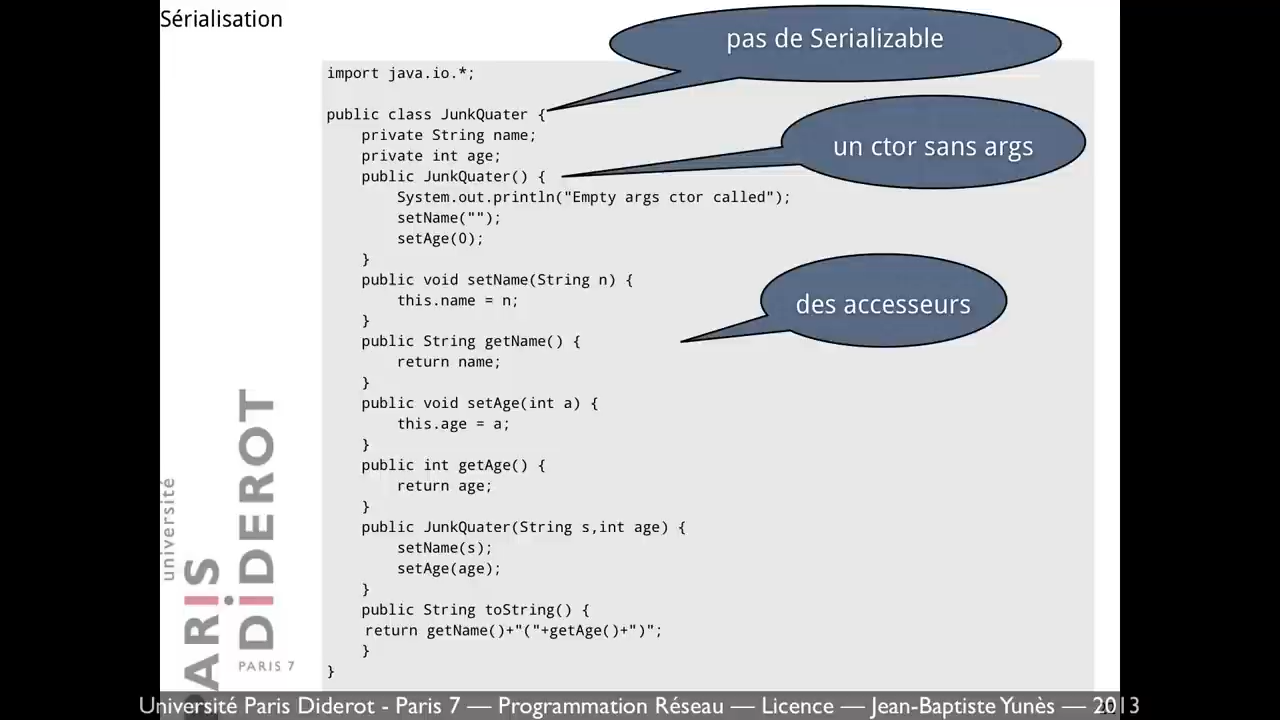 Sérialisation
pas de Serializable
import java.io.*;
public class JunkQuater {
private String name;
private int age;
un ctor sans args
public JunkQuater() {
System.out.println("Empty args ctor called");
setName("");
setAge(0);
}
public void setName(String n) {
this.name = n;
des accesseurs
}
public String getName() {
return name;
}
public void setAge(int a) {
this.age = a;
}
public int getAge() {
return age;
}
public JunkQuater(String s,int age) {
setName(s);
setAge(age);
}
public String toString() {
return getName()+"("+getAge()+")";
}
}
université
PARIS
DIDEROT
PARIS 7
Université Paris Diderot - Paris 7 — Programmation Réseau — Licence — Jean-Baptiste Yunès — 2013